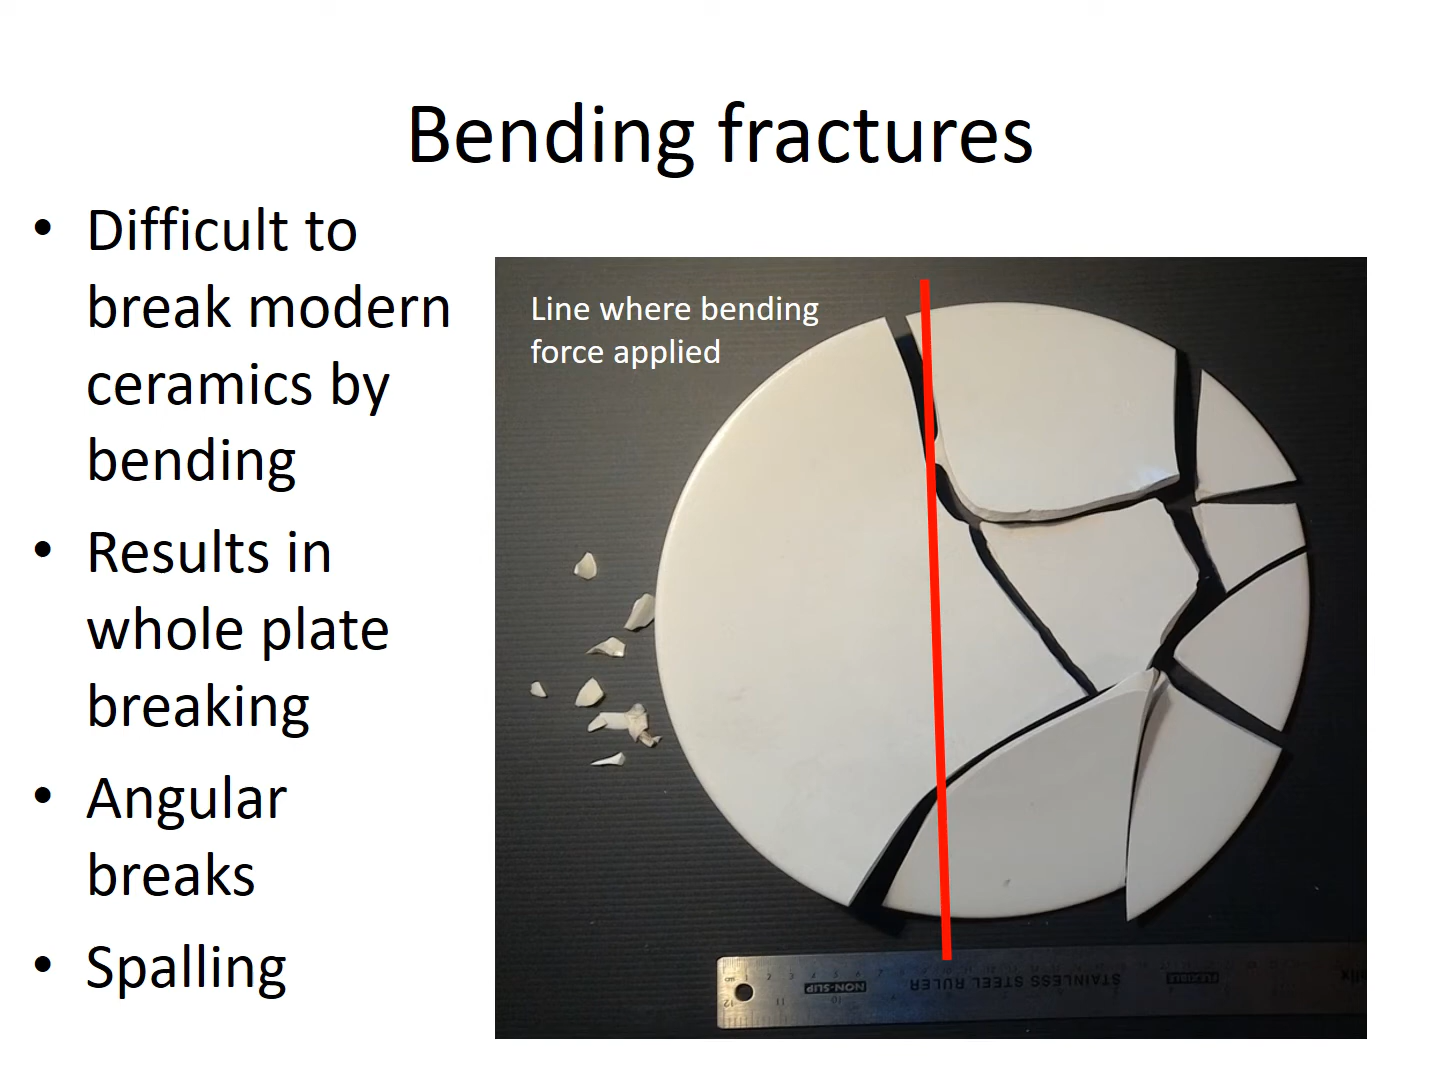 Bending fractures
• Difficult to
break modern
ceramics by
bending
• Results in
whole plate
breaking
• Angular
breaks
• Spalling
Line where bending
force applied
STAINLESS STEEL RULER
NON-SLIP
FLEXIBLE